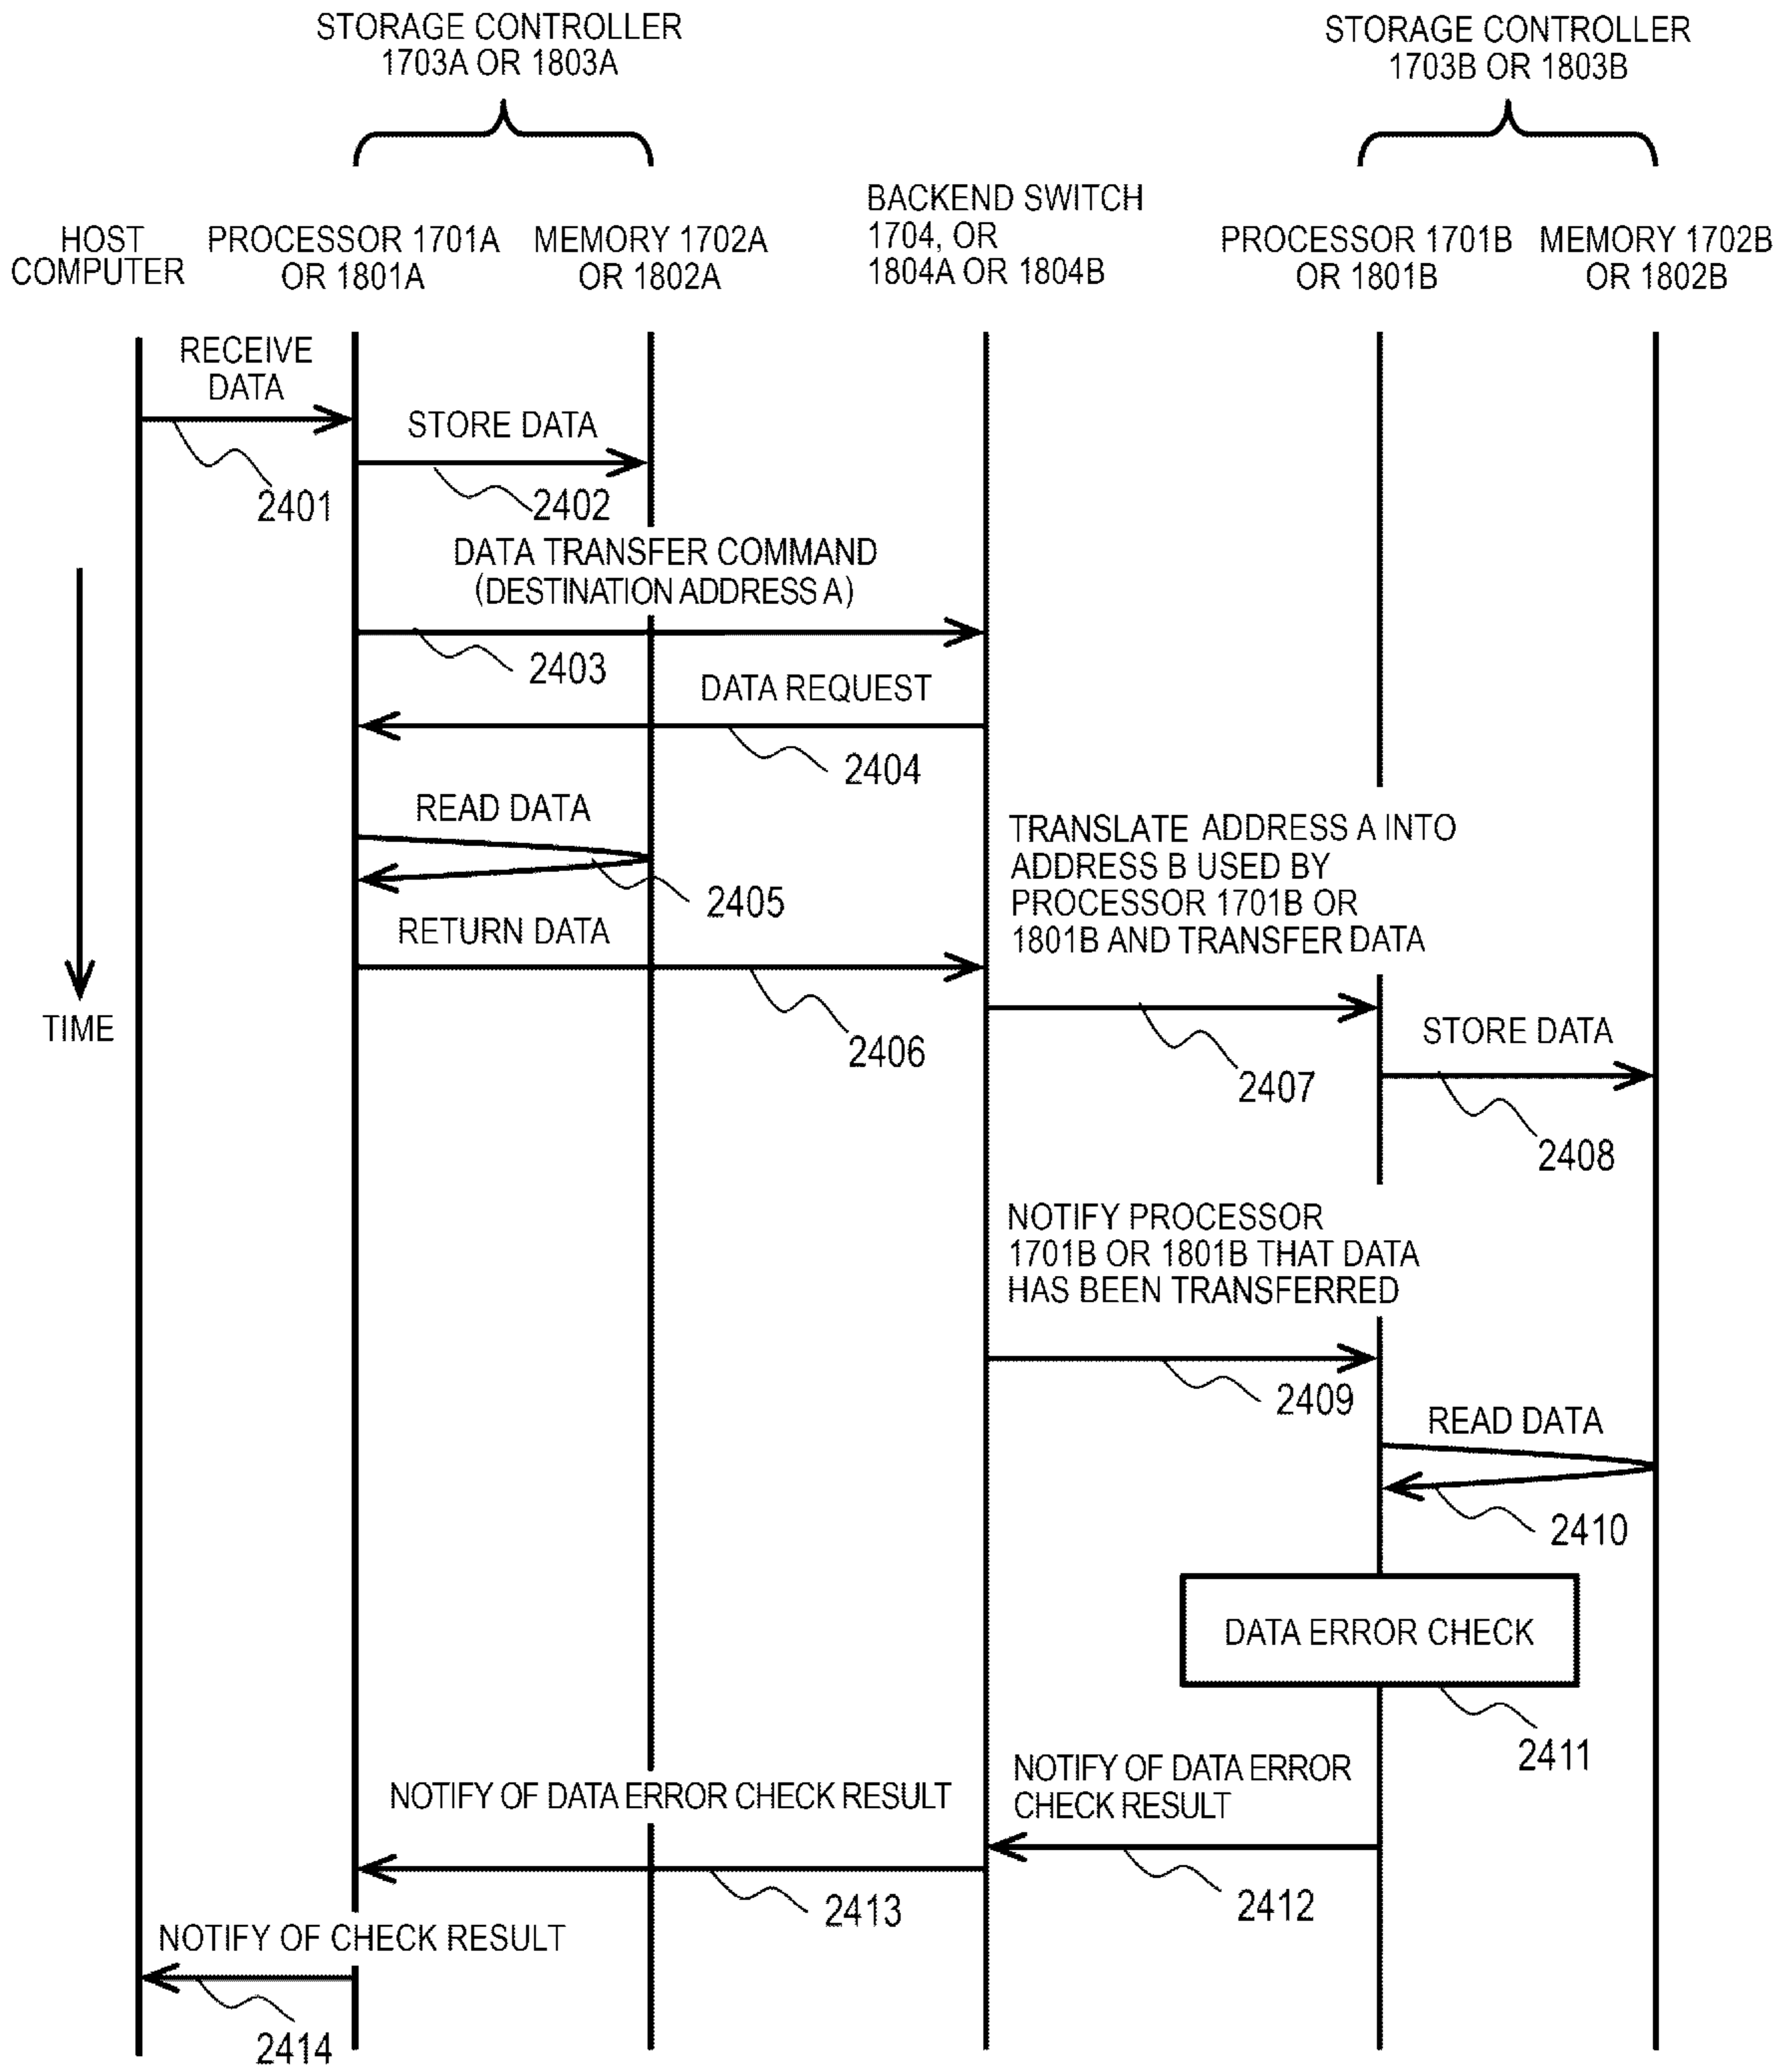 STORAGE CONTROLLER
1703A OR 1803A
STORAGE CONTROLLER
1703B OR 1803B
HOST
COMPUTER
PROCESSOR 1701A
OR 1801A
MEMORY 1702A
OR 1802A
BACKEND SWITCH
1704, OR
1804A OR 1804B
PROCESSOR 1701B
OR 1801B
MEMORY 1702B
OR 1802B
RECEIVE
DATA
2401
STORE DATA
2402
DATA TRANSFER COMMAND
(DESTINATION ADDRESS A)
2403
DATA REQUEST
2404
READ DATA
2405
RETURN DATA
2406
TIME
TRANSLATE ADDRESS A INTO
ADDRESS B USED BY
PROCESSOR 1701B OR
1801B AND TRANSFER DATA
2407
STORE DATA
2408
NOTIFY PROCESSOR
1701B OR 1801B THAT DATA
HAS BEEN TRANSFERRED
2409
READ DATA
2410
DATA ERROR CHECK
2411
NOTIFY OF DATA ERROR
CHECK RESULT
2412
NOTIFY OF DATA ERROR CHECK RESULT
2413
NOTIFY OF CHECK RESULT
2414